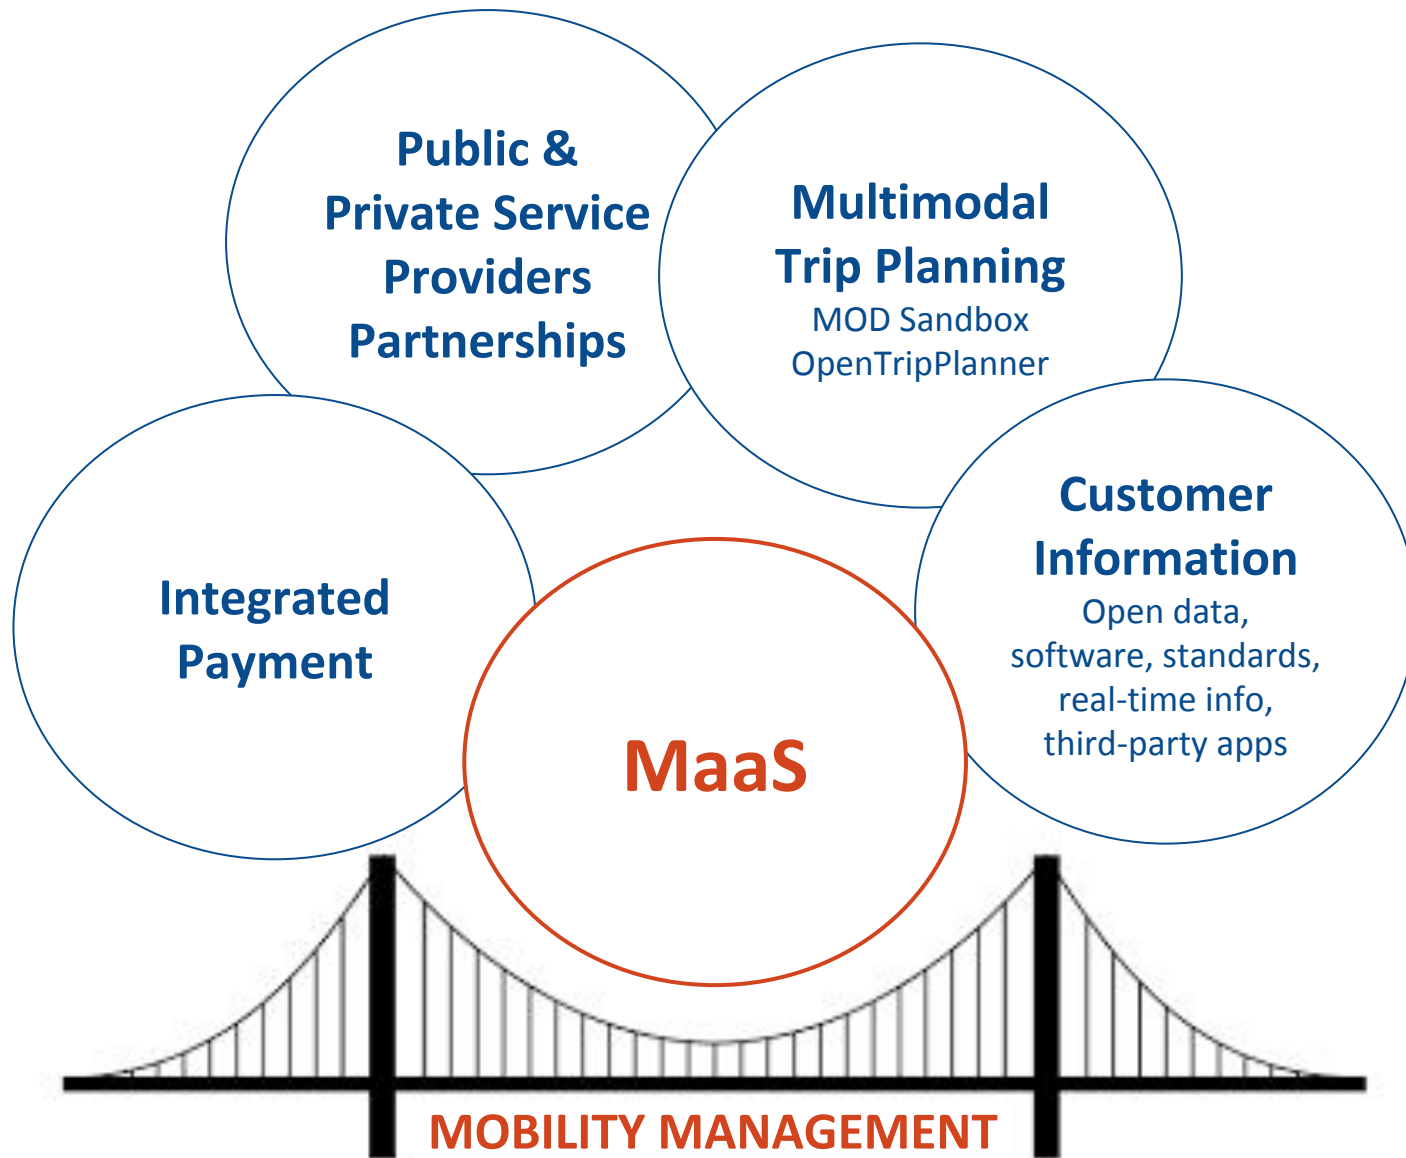 Public &
Private Service
Providers
Partnerships
Multimodal
Trip Planning
MOD Sandbox
OpenTripPlanner
Customer
Information
Open data,
software, standards,
real-time info,
third-party apps
Integrated
Payment
MaaS
MOBILITY MANAGEMENT